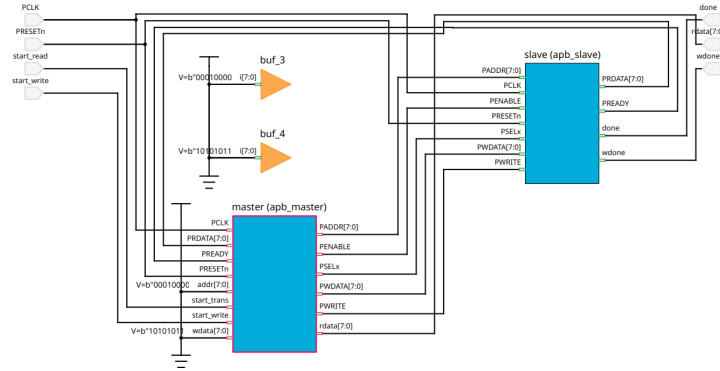 PCLK
PRESETn
start_read
start_write
done
rdata[7:0]
wdone
buf_3
V=b"00010000 i[7:0]
buf_4
V=b"10101011 i[7:0]
slave (apb_slave)
PADDR[7:0]
PCLK
PENABLE
PRESETn
PSELx
PWDATA[7:0]
PWRITE
PRDATA[7:0]
PREADY
done
wdone
master (apb_master)
PCLK
PRDATA[7:0]
PREADY
PRESETn
V=b"00010000 addr[7:0]
start_trans
start_write
V=b"10101011 wdata[7:0]
PADDR[7:0]
PENABLE
PSELx
PWDATA[7:0]
PWRITE
rdata[7:0]